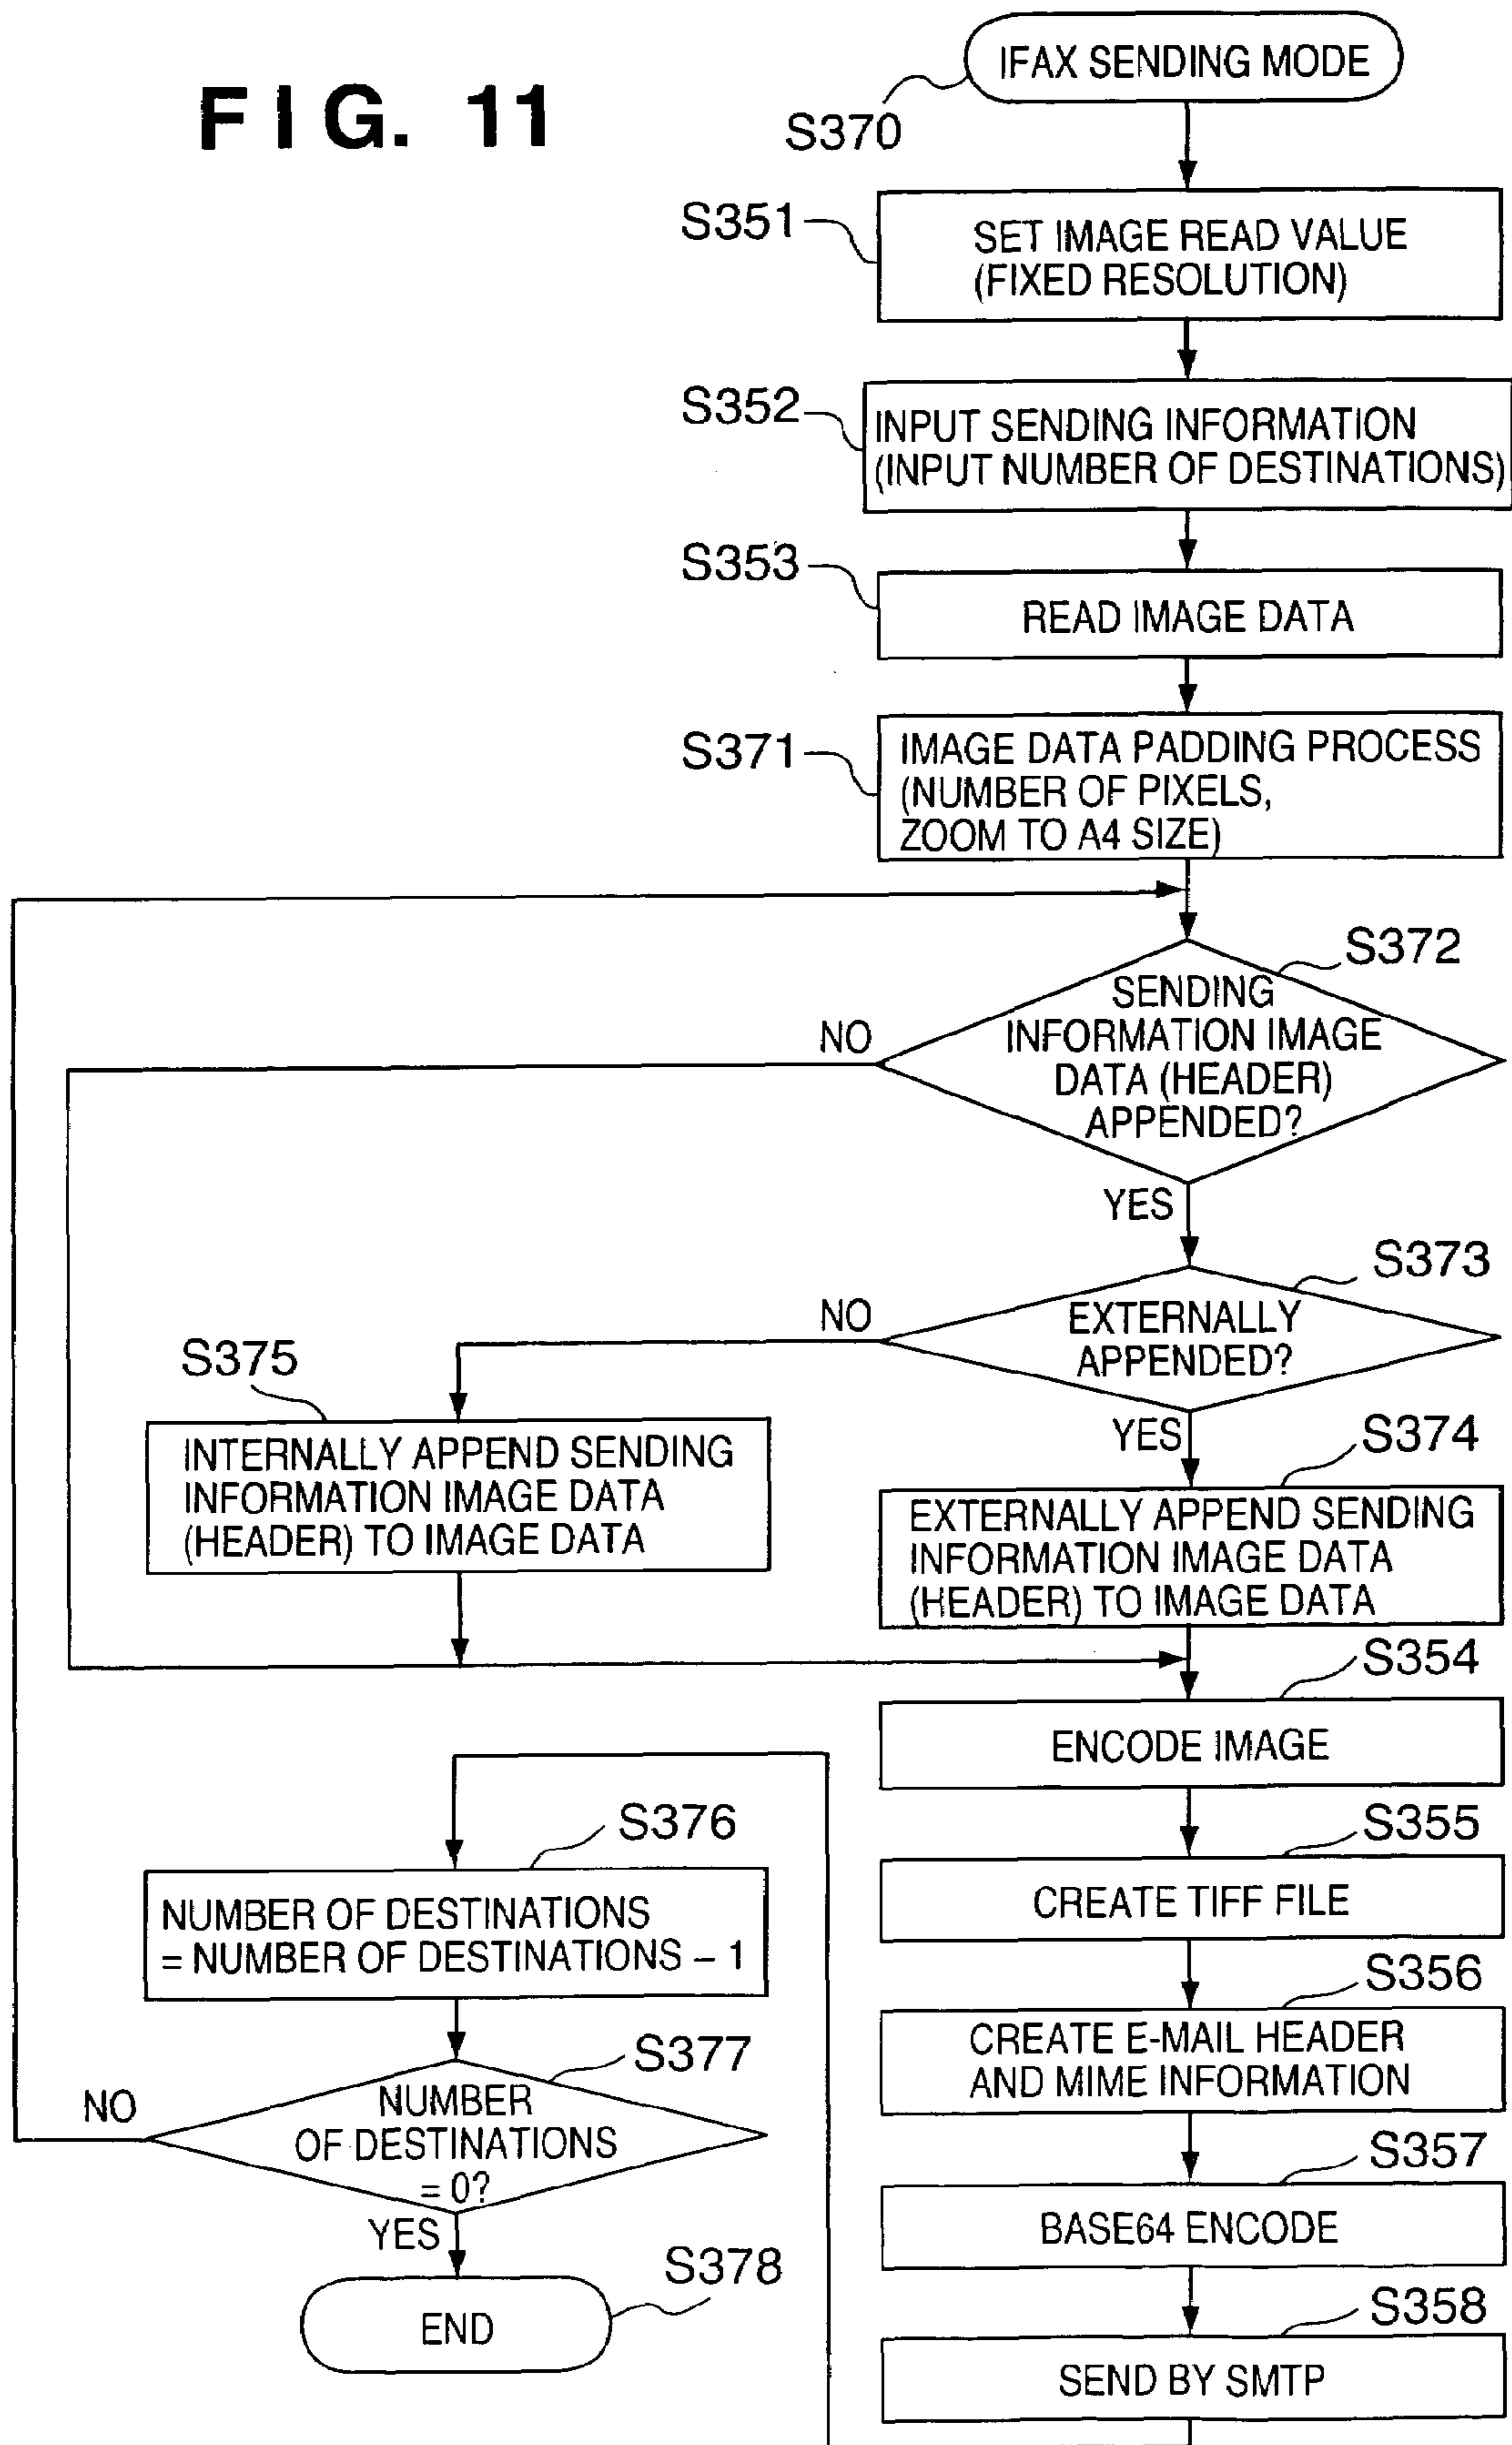 FIG. 11
IFAX SENDING MODE
S370
S351
SET IMAGE READ VALUE
(FIXED RESOLUTION)
S352
INPUT SENDING INFORMATION
(INPUT NUMBER OF DESTINATIONS)
S353
READ IMAGE DATA
S371
IMAGE DATA PADDING PROCESS
(NUMBER OF PIXELS,
ZOOM TO A4 SIZE)
S372
SENDING
INFORMATION IMAGE
DATA (HEADER)
APPENDED?
NO
YES
S373
EXTERNALLY
APPENDED?
NO
YES
S375
INTERNALLY APPEND SENDING
INFORMATION IMAGE DATA
(HEADER) TO IMAGE DATA
S374
EXTERNALLY APPEND SENDING
INFORMATION IMAGE DATA
(HEADER) TO IMAGE DATA
S354
ENCODE IMAGE
S355
CREATE TIFF FILE
S356
CREATE E-MAIL HEADER
AND MIME INFORMATION
S357
BASE64 ENCODE
S358
SEND BY SMTP
S376
NUMBER OF DESTINATIONS
= NUMBER OF DESTINATIONS – 1
S377
NUMBER
OF DESTINATIONS
= 0?
NO
YES
S378
END